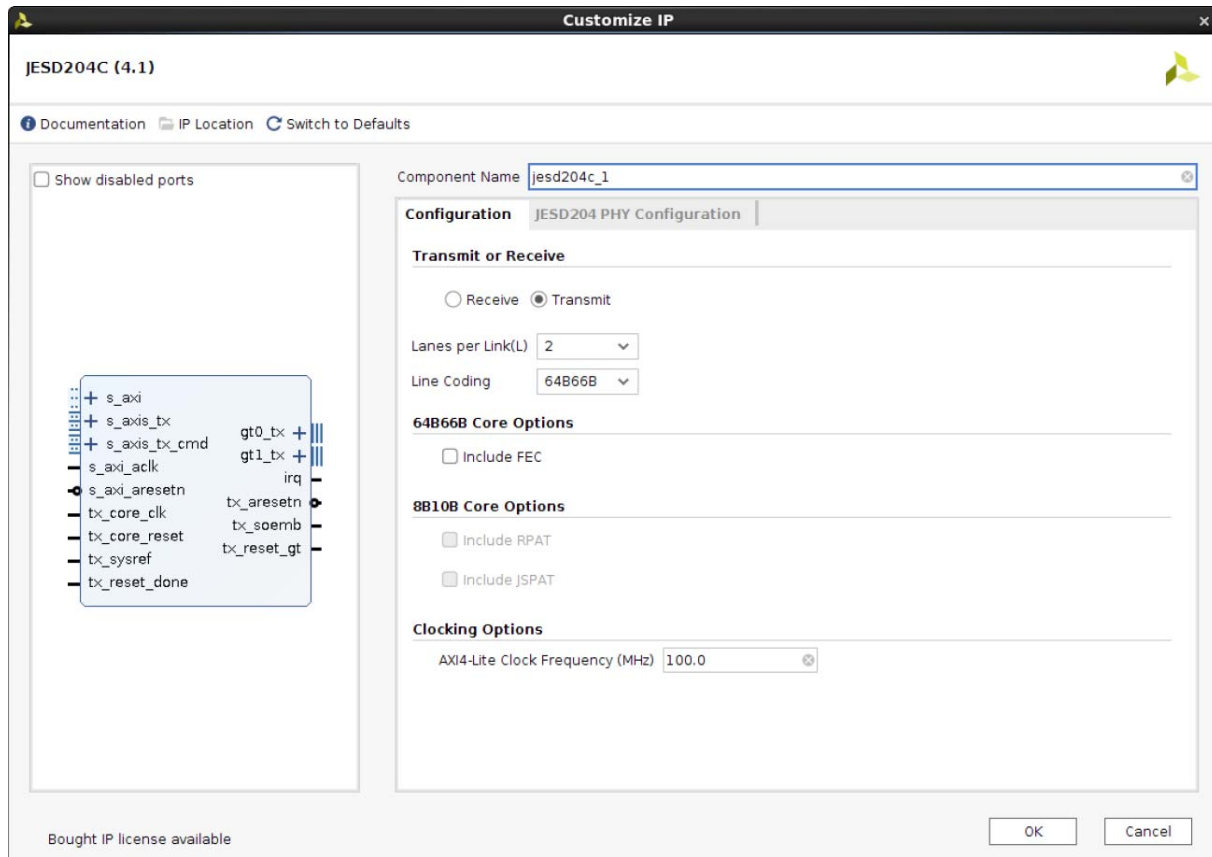 Customize IP
JESD204C (4.1)
Documentation IP Location Switch to Defaults
Show disabled ports
s_axi
s_axis_tx
s_axis_tx_cmd
s_axi_aclk
s_axi_aresetn
tx_core_clk
tx_core_reset
tx_sysref
tx_reset_done
gt0_tx
gt1_tx
irq
tx_aresetn
tx_soemb
tx_reset_gt
Component Name jesd204c_1
Configuration JESD204 PHY Configuration
Transmit or Receive
Receive Transmit
Lanes per Link(L) 2
Line Coding 64B66B
64B66B Core Options
Include FEC
8B10B Core Options
Include RPAT
Include JSPAT
Clocking Options
AXI4-Lite Clock Frequency (MHz) 100.0
Bought IP license available
OK Cancel